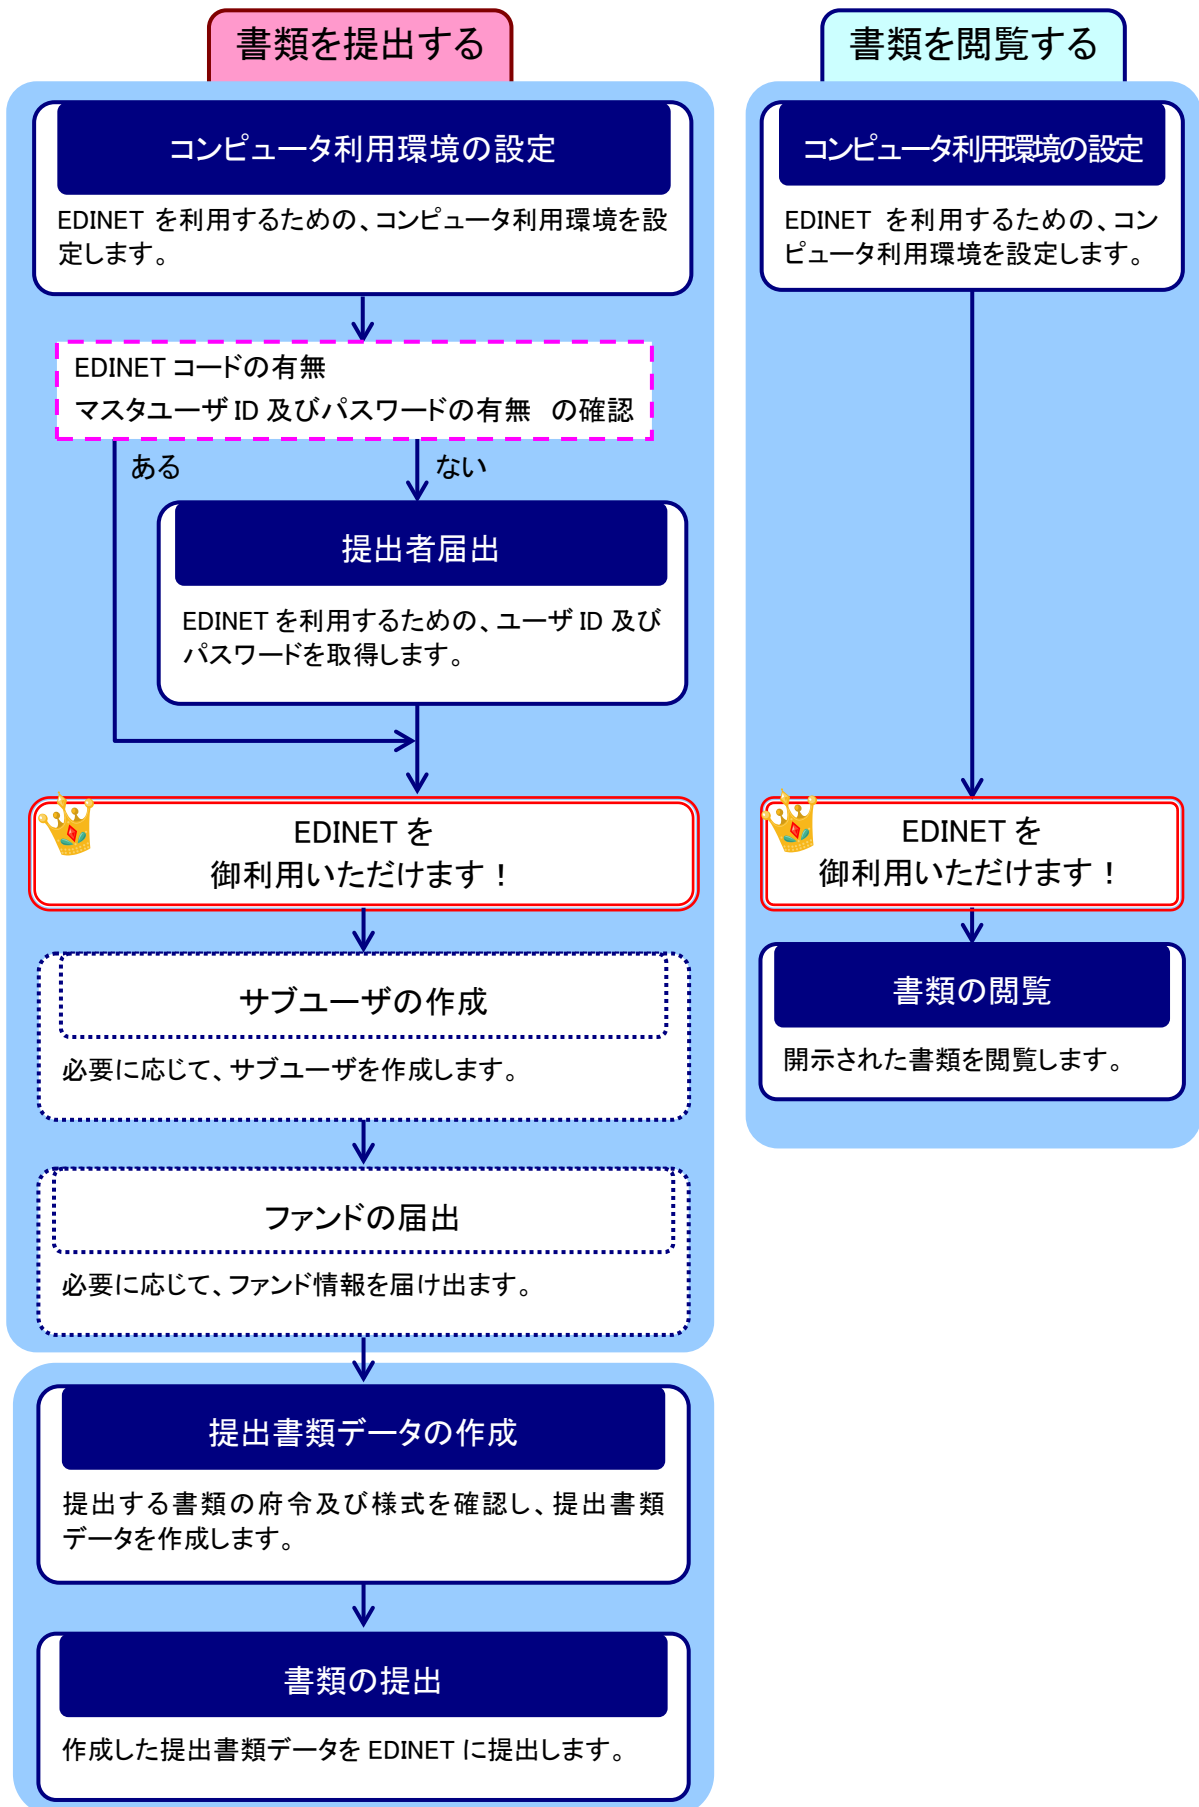 書類を提出する
コンピュータ利用環境の設定
EDINET を利用するための、コンピュータ利用環境を設
定します。
EDINET コードの有無
マスタユーザ ID 及びパスワードの有無　の確認
ある
ない
提出者届出
EDINET を利用するための、ユーザ ID 及び
パスワードを取得します。
EDINET を
御利用いただけます！
サブユーザの作成
必要に応じて、サブユーザを作成します。
ファンドの届出
必要に応じて、ファンド情報を届け出ます。
提出書類データの作成
提出する書類の府令及び様式を確認し、提出書類
データを作成します。
書類の提出
作成した提出書類データを EDINET に提出します。
書類を閲覧する
コンピュータ利用環境の設定
EDINET を利用するための、コン
ピュータ利用環境を設定します。
EDINET を
御利用いただけます！
書類の閲覧
開示された書類を閲覧します。